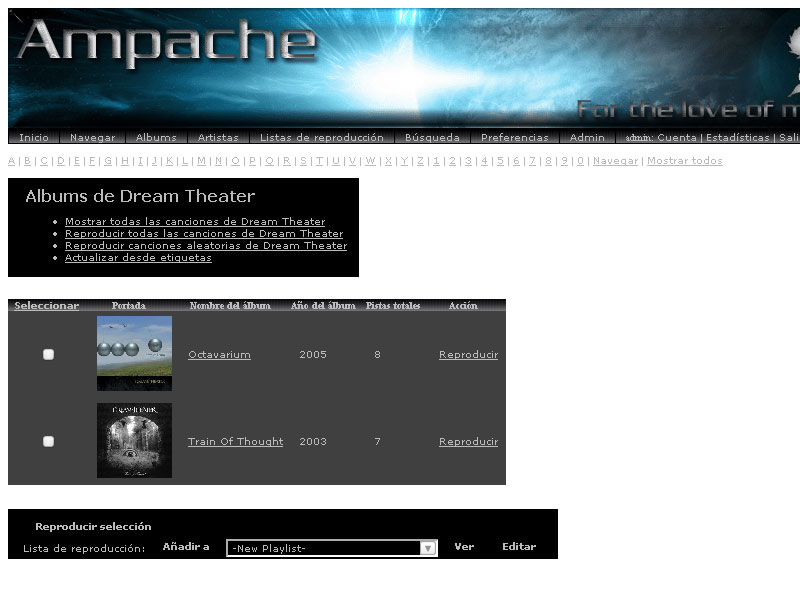 Ampache
For the love of m
Inicio Navegar Albums Artistas Listas de reproducción Búsqueda Preferencias Admin admin: Cuenta | Estadísticas | Sali
A | B | C | D | E | F | G | H | I | J | K | L | M | N | O | P | Q | R | S | T | U | V | W | X | Y | Z | 1 | 2 | 3 | 4 | 5 | 6 | 7 | 8 | 9 | 0 | Navegar | Mostrar todos
Albums de Dream Theater
• Mostrar todas las canciones de Dream Theater
• Reproducir todas las canciones de Dream Theater
• Reproducir canciones aleatorias de Dream Theater
• Actualizar desde etiquetas
Seleccionar Portada Nombre del álbum Año del álbum Pistas totales Acción
Octavarium 2005 8 Reproducir
DREAM THEATER
Train Of Thought 2003 7 Reproducir
Reproducir selección
Lista de reproducción: Añadir a -New Playlist- Ver Editar